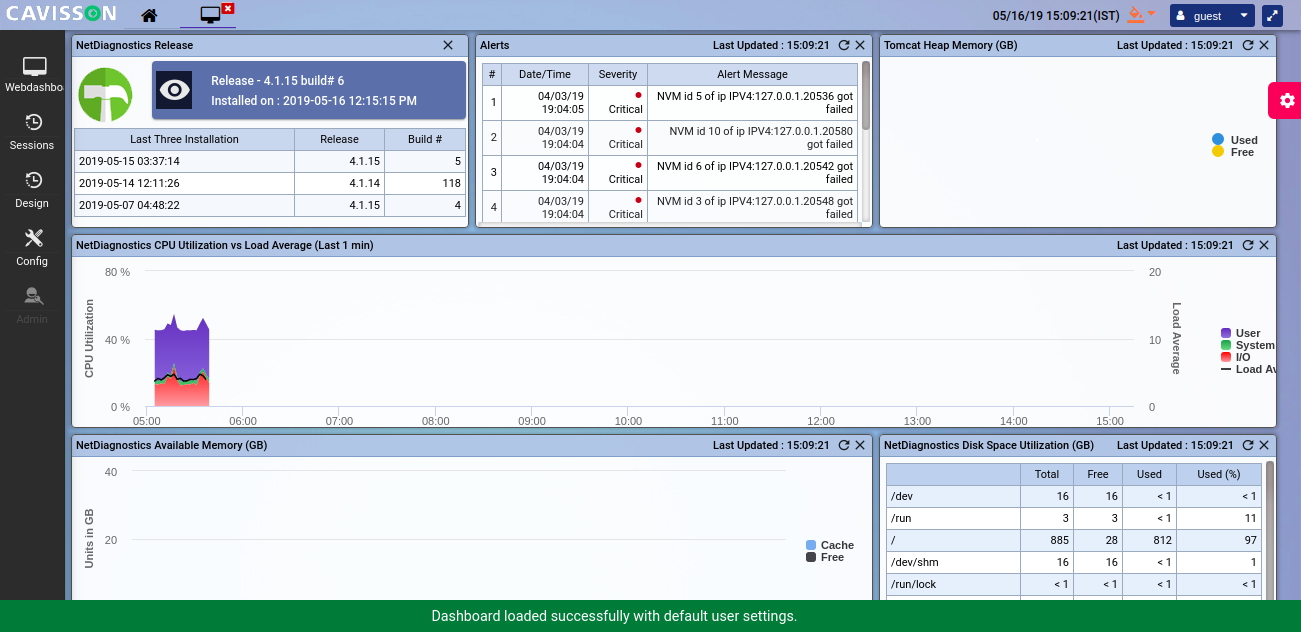 CAVISSON
05/16/19 15:09:21(IST)
guest
Webdashbo
Sessions
Design
Config
Admin
NetDiagnostics Release
Release - 4.1.15 build# 6
Installed on : 2019-05-16 12:15:15 PM
Last Three Installation Release Build #
2019-05-15 03:37:14 4.1.15 5
2019-05-14 12:11:26 4.1.14 118
2019-05-07 04:48:22 4.1.15 4
Alerts Last Updated : 15:09:21
# Date/Time Severity Alert Message
1 04/03/19 19:04:05 Critical NVM id 5 of ip IPV4:127.0.0.1.20536 got failed
2 04/03/19 19:04:04 Critical NVM id 10 of ip IPV4:127.0.0.1.20580 got failed
3 04/03/19 19:04:04 Critical NVM id 6 of ip IPV4:127.0.0.1.20542 got failed
4 04/03/19 19:04:04 Critical NVM id 3 of ip IPV4:127.0.0.1.20548 got failed
Tomcat Heap Memory (GB) Last Updated : 15:09:21
Used
Free
NetDiagnostics CPU Utilization vs Load Average (Last 1 min) Last Updated : 15:09:21
CPU Utilization
80 %
40 %
0 %
05:00 06:00 07:00 08:00 09:00 10:00 11:00 12:00 13:00 14:00 15:00
20
10
0
Load Average
User
System
I/O
Load Av
NetDiagnostics Available Memory (GB) Last Updated : 15:09:21
Units in GB
40
20
Cache
Free
NetDiagnostics Disk Space Utilization (GB) Last Updated : 15:09:21
Total Free Used Used (%)
/dev 16 16 < 1 < 1
/run 3 3 < 1 11
/ 885 28 812 97
/dev/shm 16 16 < 1 1
/run/lock < 1 < 1 < 1 < 1
Dashboard loaded successfully with default user settings.